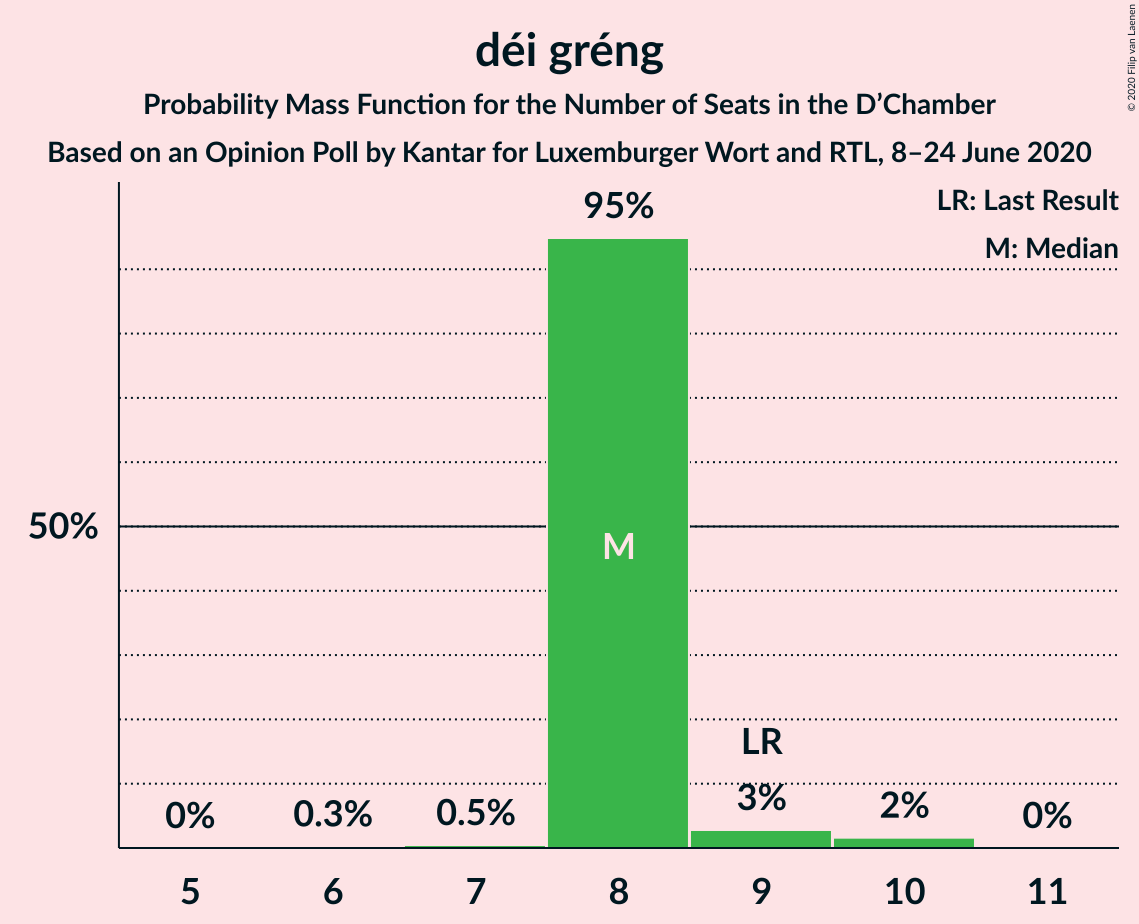 déi gréng
Probability Mass Function for the Number of Seats in the D’Chamber
Based on an Opinion Poll by Kantar for Luxemburger Wort and RTL, 8–24 June 2020
© 2020 Filip van Laenen
LR: Last Result
M: Median
95%
50%
M
LR
0%
0.3%
0.5%
3%
2%
0%
5 6 7 8 9 10 11